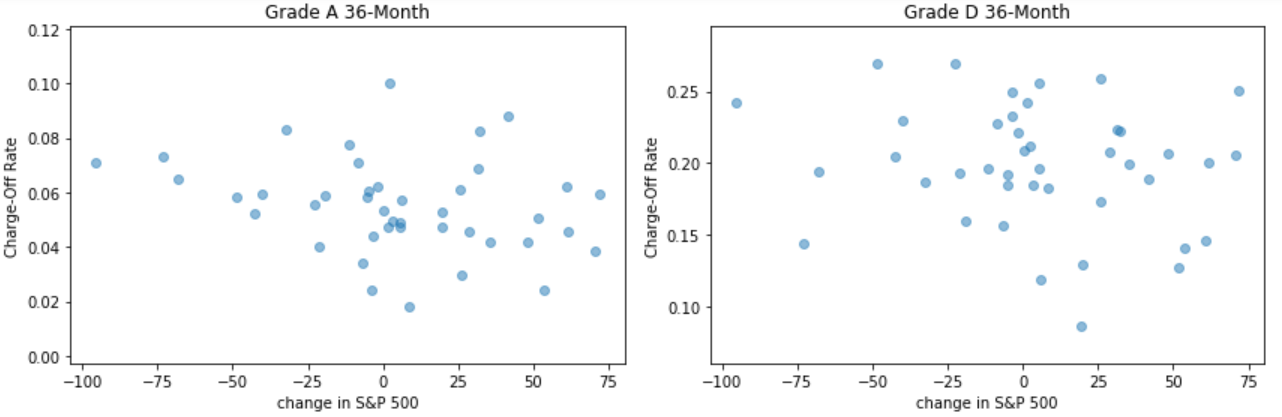 Grade A 36-Month
0.12
0.10
0.08
0.06
0.04
0.02
0.00
Charge-Off Rate
−100 −75 −50 −25 0 25 50 75
change in S&P 500
Grade D 36-Month
0.25
0.20
0.15
0.10
Charge-Off Rate
−100 −75 −50 −25 0 25 50 75
change in S&P 500